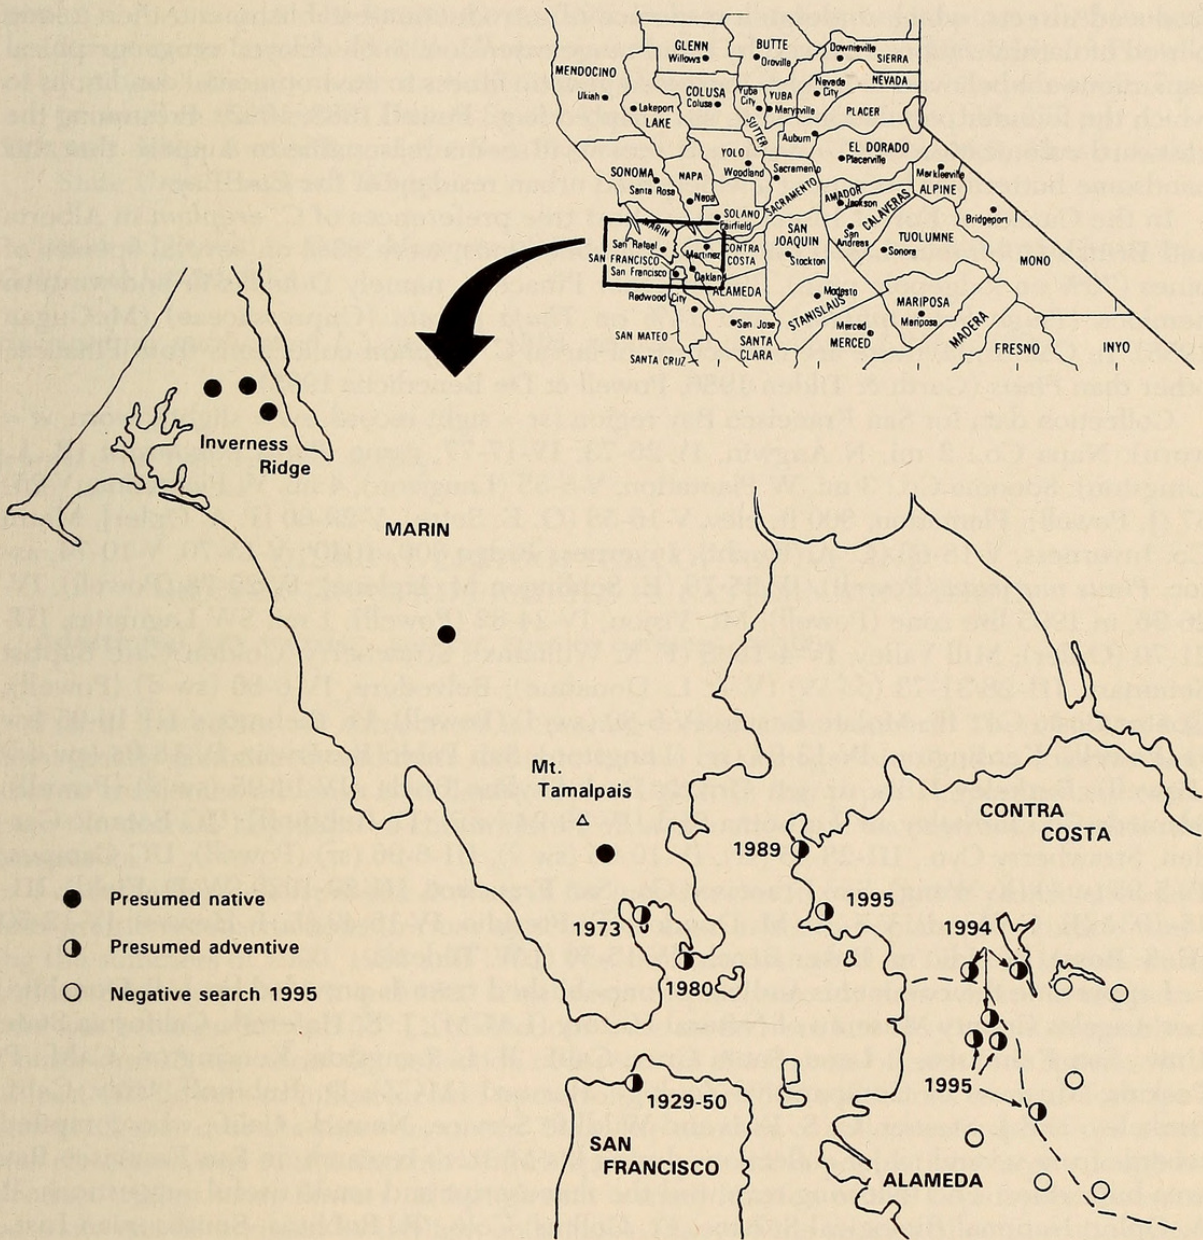 GLENN
Willows
BUTTE
Oroville
Downieville
SIERRA
MENDOCINO
Ukiah
Lakeport
LAKE
COLUSA
Colusa
Yuba
City
YUBA
Marysville
Nevada
City
NEVADA
PLACER
SUTTER
Auburn
EL DORADO
Placerville
YOLO
Woodland
Sacramento
SACRAMENTO
SONOMA
Santa Rosa
NAPA
Napa
Markleeville
ALPINE
AMADOR
Jackson
CALAVERAS
San
Andreas
Bridgeport
SOLANO
Fairfield
MARIN
San Rafael
Martinez
CONTRA
COSTA
SAN
JOAQUIN
Stockton
TUOLUMNE
Sonora
MONO
SAN FRANCISCO
San Francisco
Oakland
ALAMEDA
Redwood City
Modesto
STANISLAUS
MARIPOSA
Mariposa
SAN MATEO
San Jose
SANTA
CLARA
Merced
MERCED
MADERA
FRESNO
INYO
SANTA CRUZ
Inverness
Ridge
MARIN
Mt.
Tamalpais
CONTRA
COSTA
1989
1995
1973
1994
1980
Presumed native
Presumed adventive
Negative search 1995
1995
1929-50
SAN
FRANCISCO
ALAMEDA